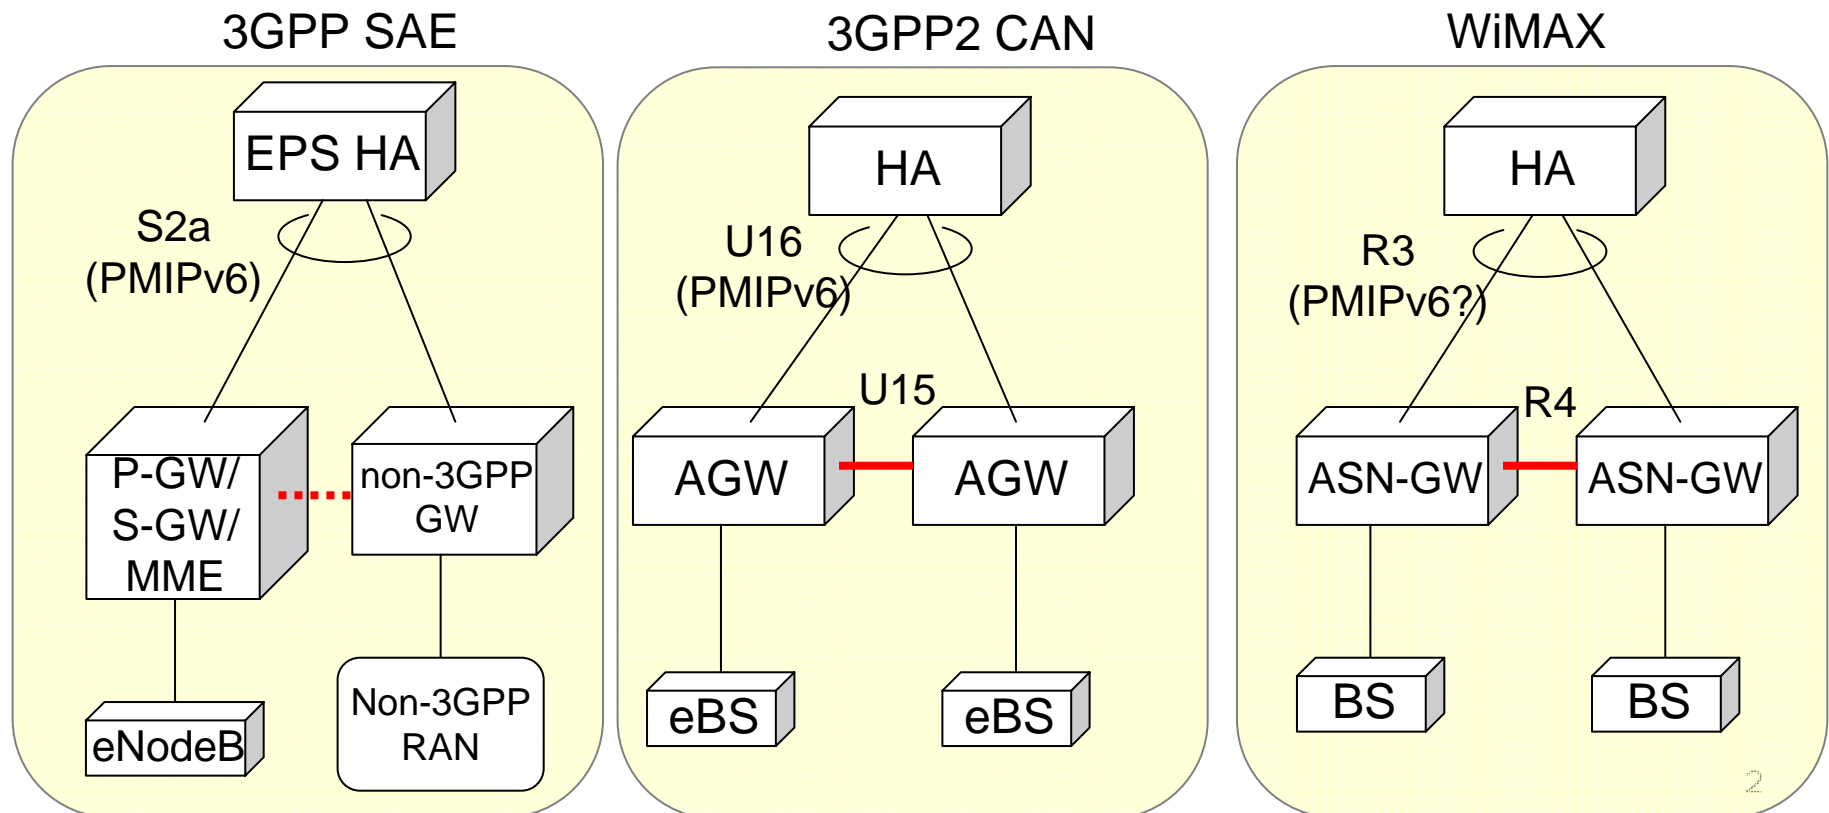 3GPP SAE
3GPP2 CAN
WiMAX
EPS HA
S2a
(PMIPv6)
P-GW/
S-GW/
MME
non-3GPP
GW
eNodeB
Non-3GPP
RAN
HA
U16
(PMIPv6)
U15
AGW
AGW
eBS
eBS
HA
R3
(PMIPv6?)
R4
ASN-GW
ASN-GW
BS
BS
2